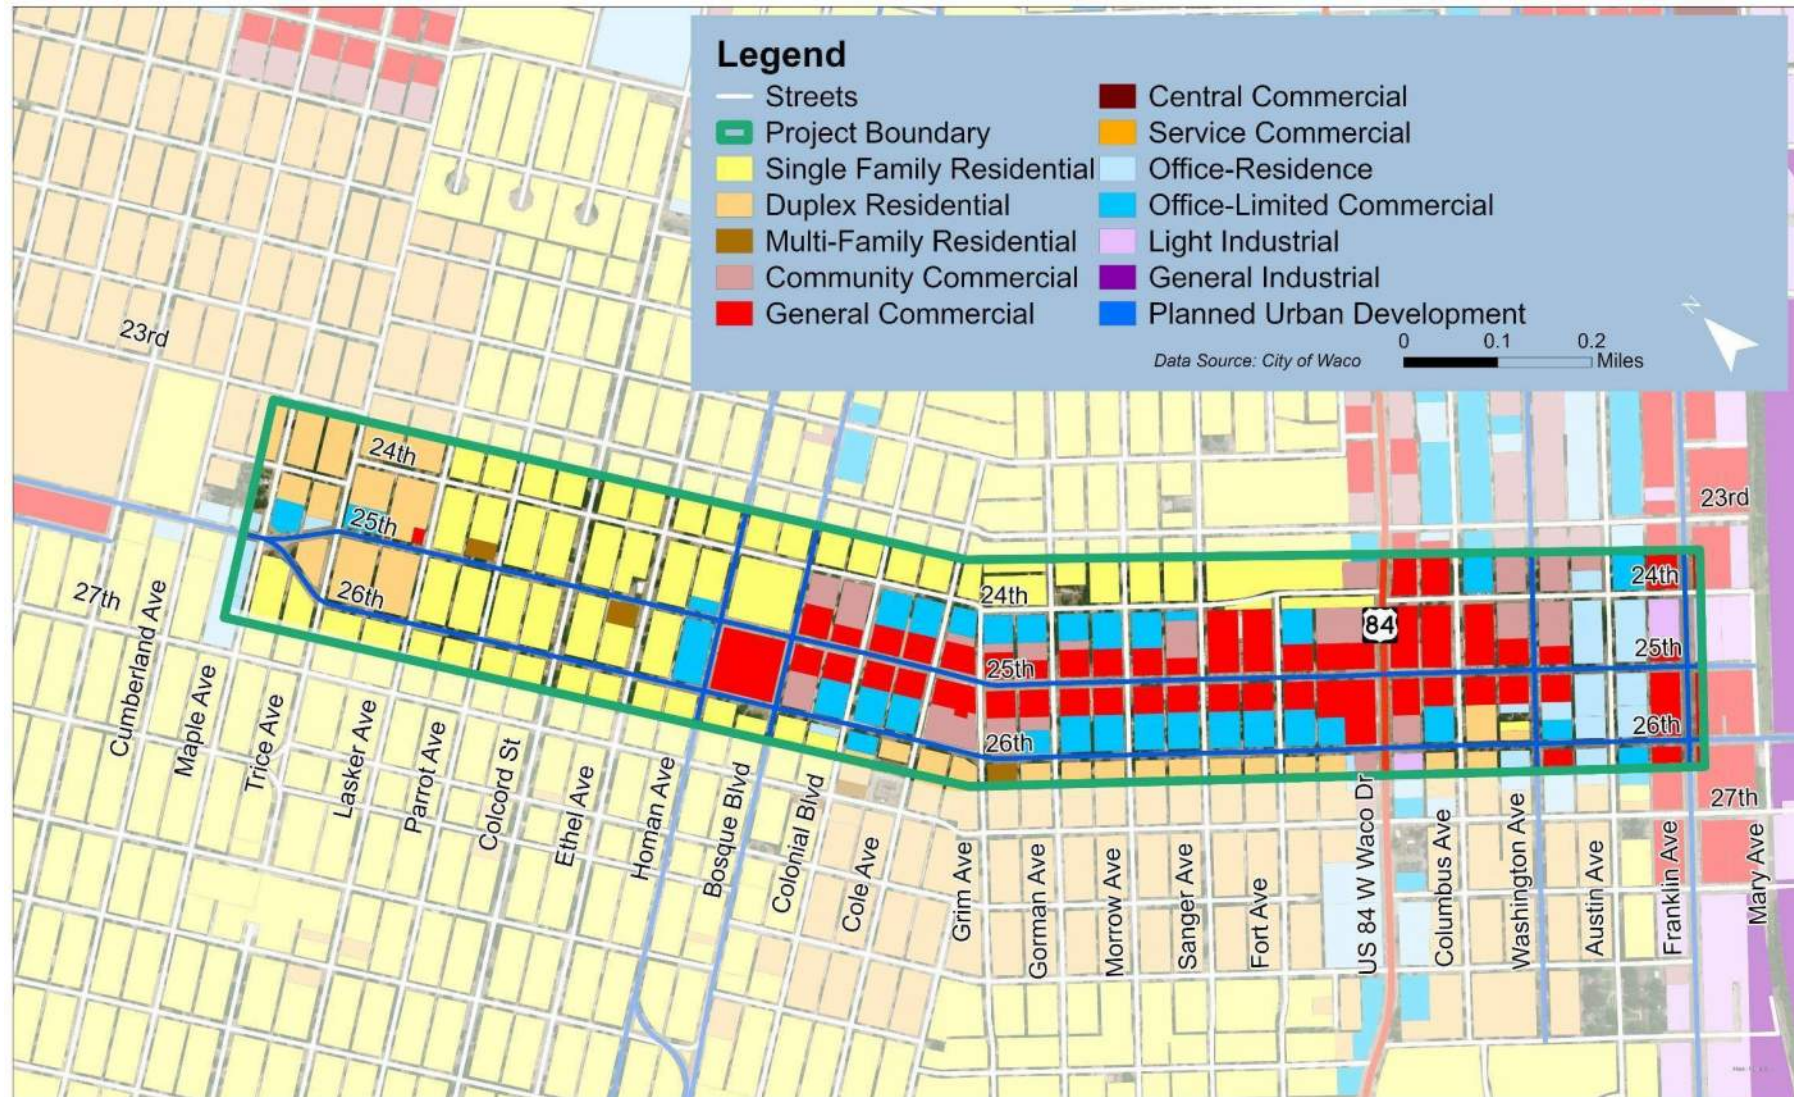 Legend
Streets
Project Boundary
Single Family Residential
Duplex Residential
Multi-Family Residential
Community Commercial
General Commercial
Central Commercial
Service Commercial
Office-Residence
Office-Limited Commercial
Light Industrial
General Industrial
Planned Urban Development
N
0 0.1 0.2
Miles
Data Source: City of Waco
23rd
24th
25th
26th
27th
23rd
24th
24th
25th
84
25th
26th
26th
27th
Cumberland Ave
Maple Ave
Trice Ave
Lasker Ave
Parrot Ave
Colcord St
Ethel Ave
Homan Ave
Bosque Blvd
Colonial Blvd
Cole Ave
Grim Ave
Gorman Ave
Morrow Ave
Sanger Ave
Fort Ave
US 84 W Waco Dr
Columbus Ave
Washington Ave
Austin Ave
Franklin Ave
Mary Ave